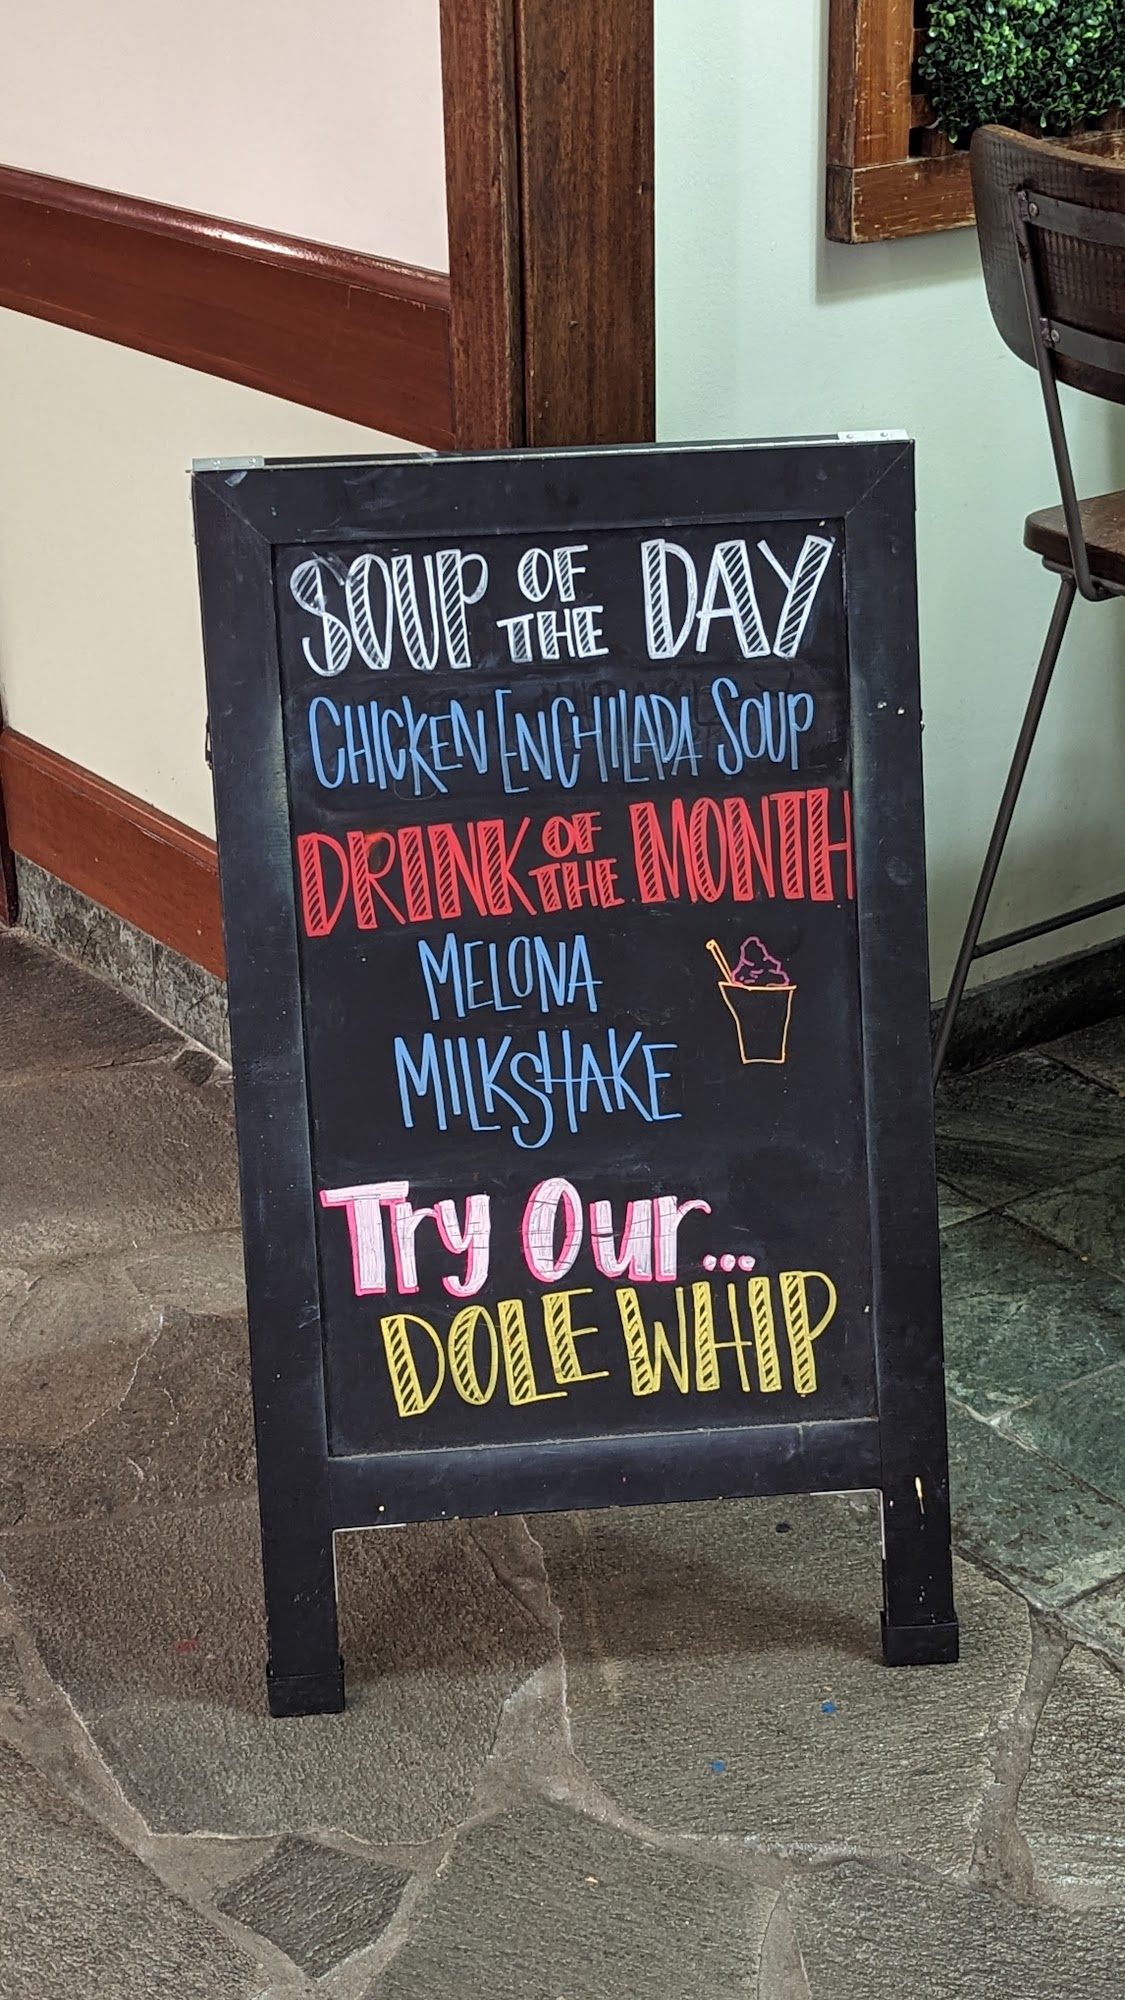 SOUP OF THE DAY
CHICKEN ENCHILADA SOUP
DRINK OF THE MONTH
MELONA
MILKSHAKE
Try Our...
DOLE WHIP